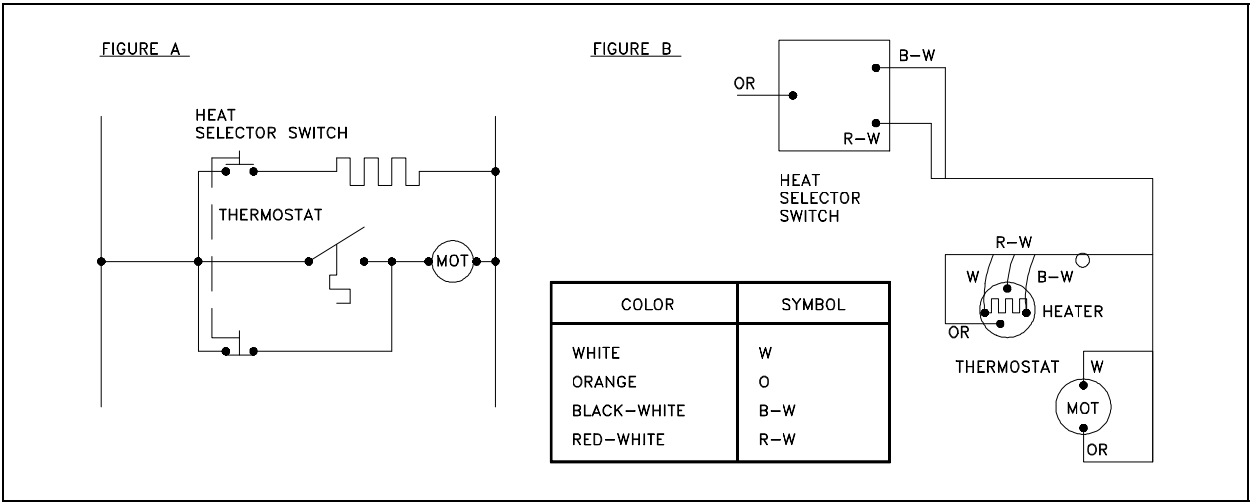 FIGURE A
HEAT
SELECTOR SWITCH
THERMOSTAT
MOT
FIGURE B
OR
B-W
R-W
HEAT
SELECTOR
SWITCH
R-W
W
B-W
HEATER
OR
THERMOSTAT
W
MOT
OR
COLOR SYMBOL
WHITE W
ORANGE O
BLACK-WHITE B-W
RED-WHITE R-W